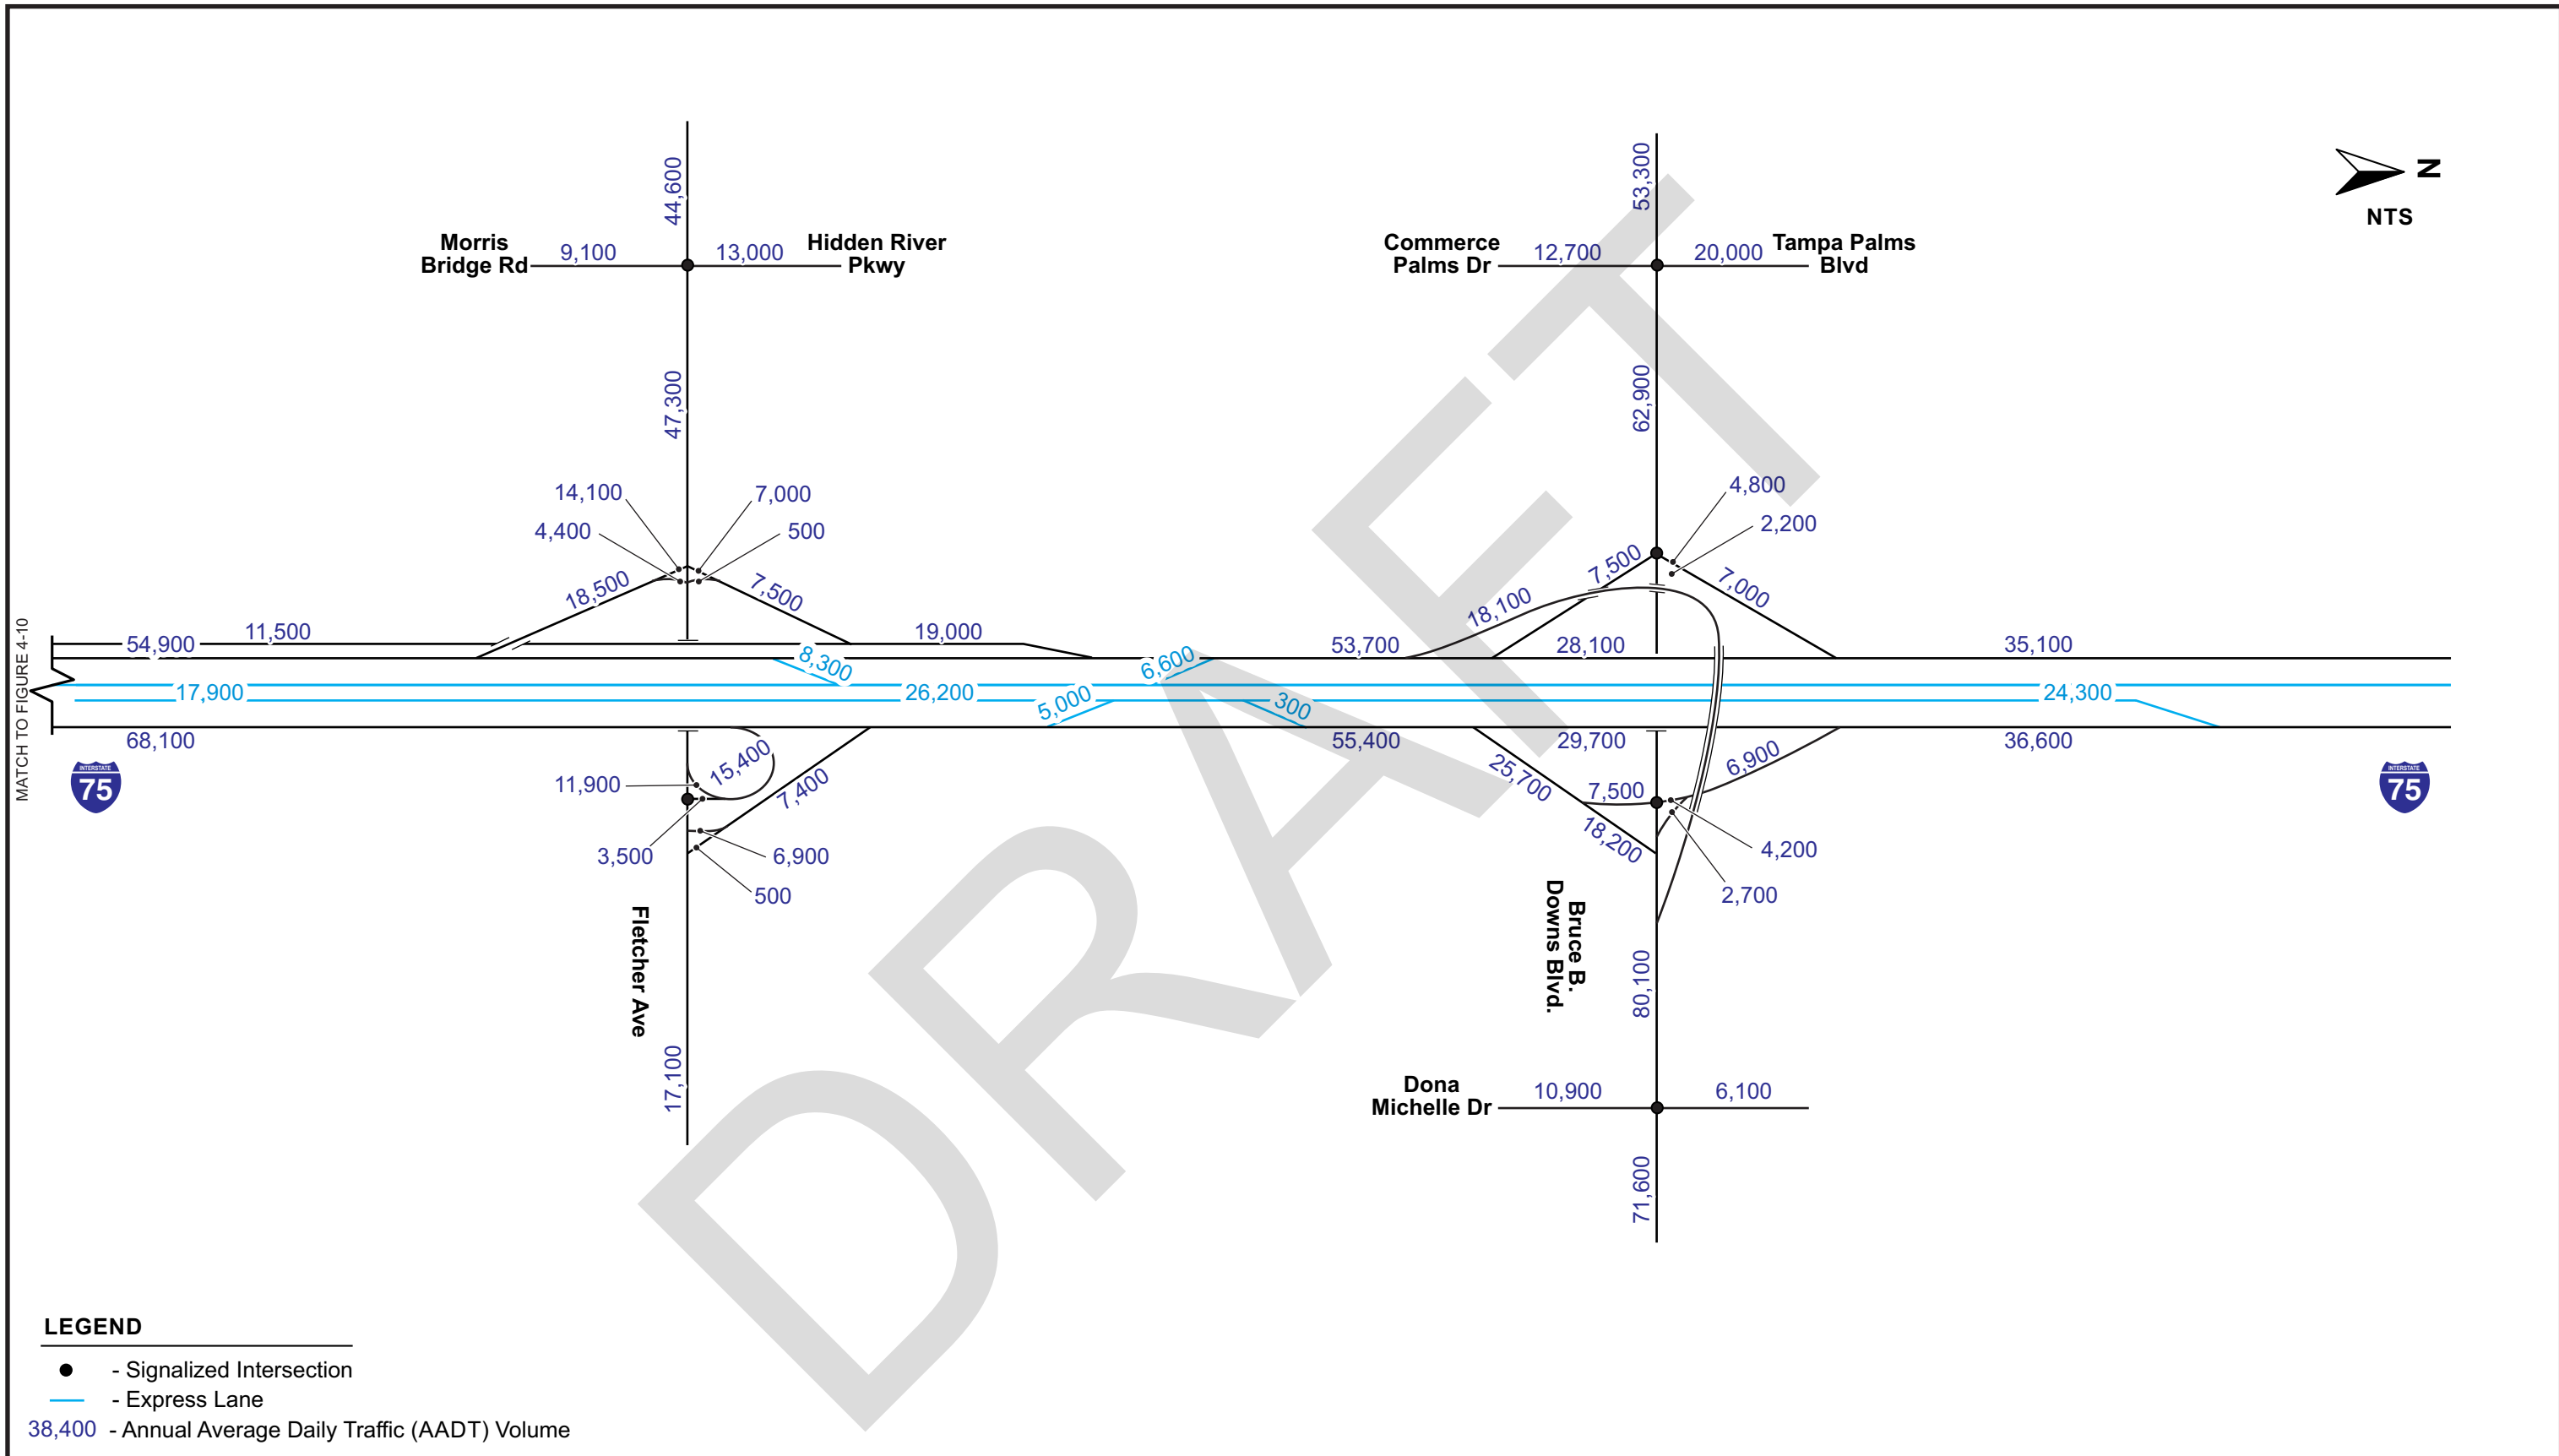 53,300
44,600
N
NTS
Morris
Bridge Rd
9,100
13,000
Hidden River
Pkwy
Commerce
Palms Dr
12,700
20,000
Tampa Palms
Blvd
47,300
62,900
14,100
7,000
4,400
500
18,500
7,500
4,800
2,200
7,500
7,000
18,100
MATCH TO FIGURE 4-10
54,900
11,500
19,000
53,700
28,100
35,100
8,300
6,600
17,900
26,200
5,000
300
24,300
68,100
55,400
29,700
36,600
INTERSTATE
75
INTERSTATE
75
11,900
15,400
7,400
3,500
6,900
500
25,700
7,500
6,900
18,200
4,200
2,700
Fletcher Ave
Bruce B.
Downs Blvd.
17,100
80,100
Dona
Michelle Dr
10,900
6,100
71,600
DRAFT
LEGEND
- Signalized Intersection
- Express Lane
38,400 - Annual Average Daily Traffic (AADT) Volume